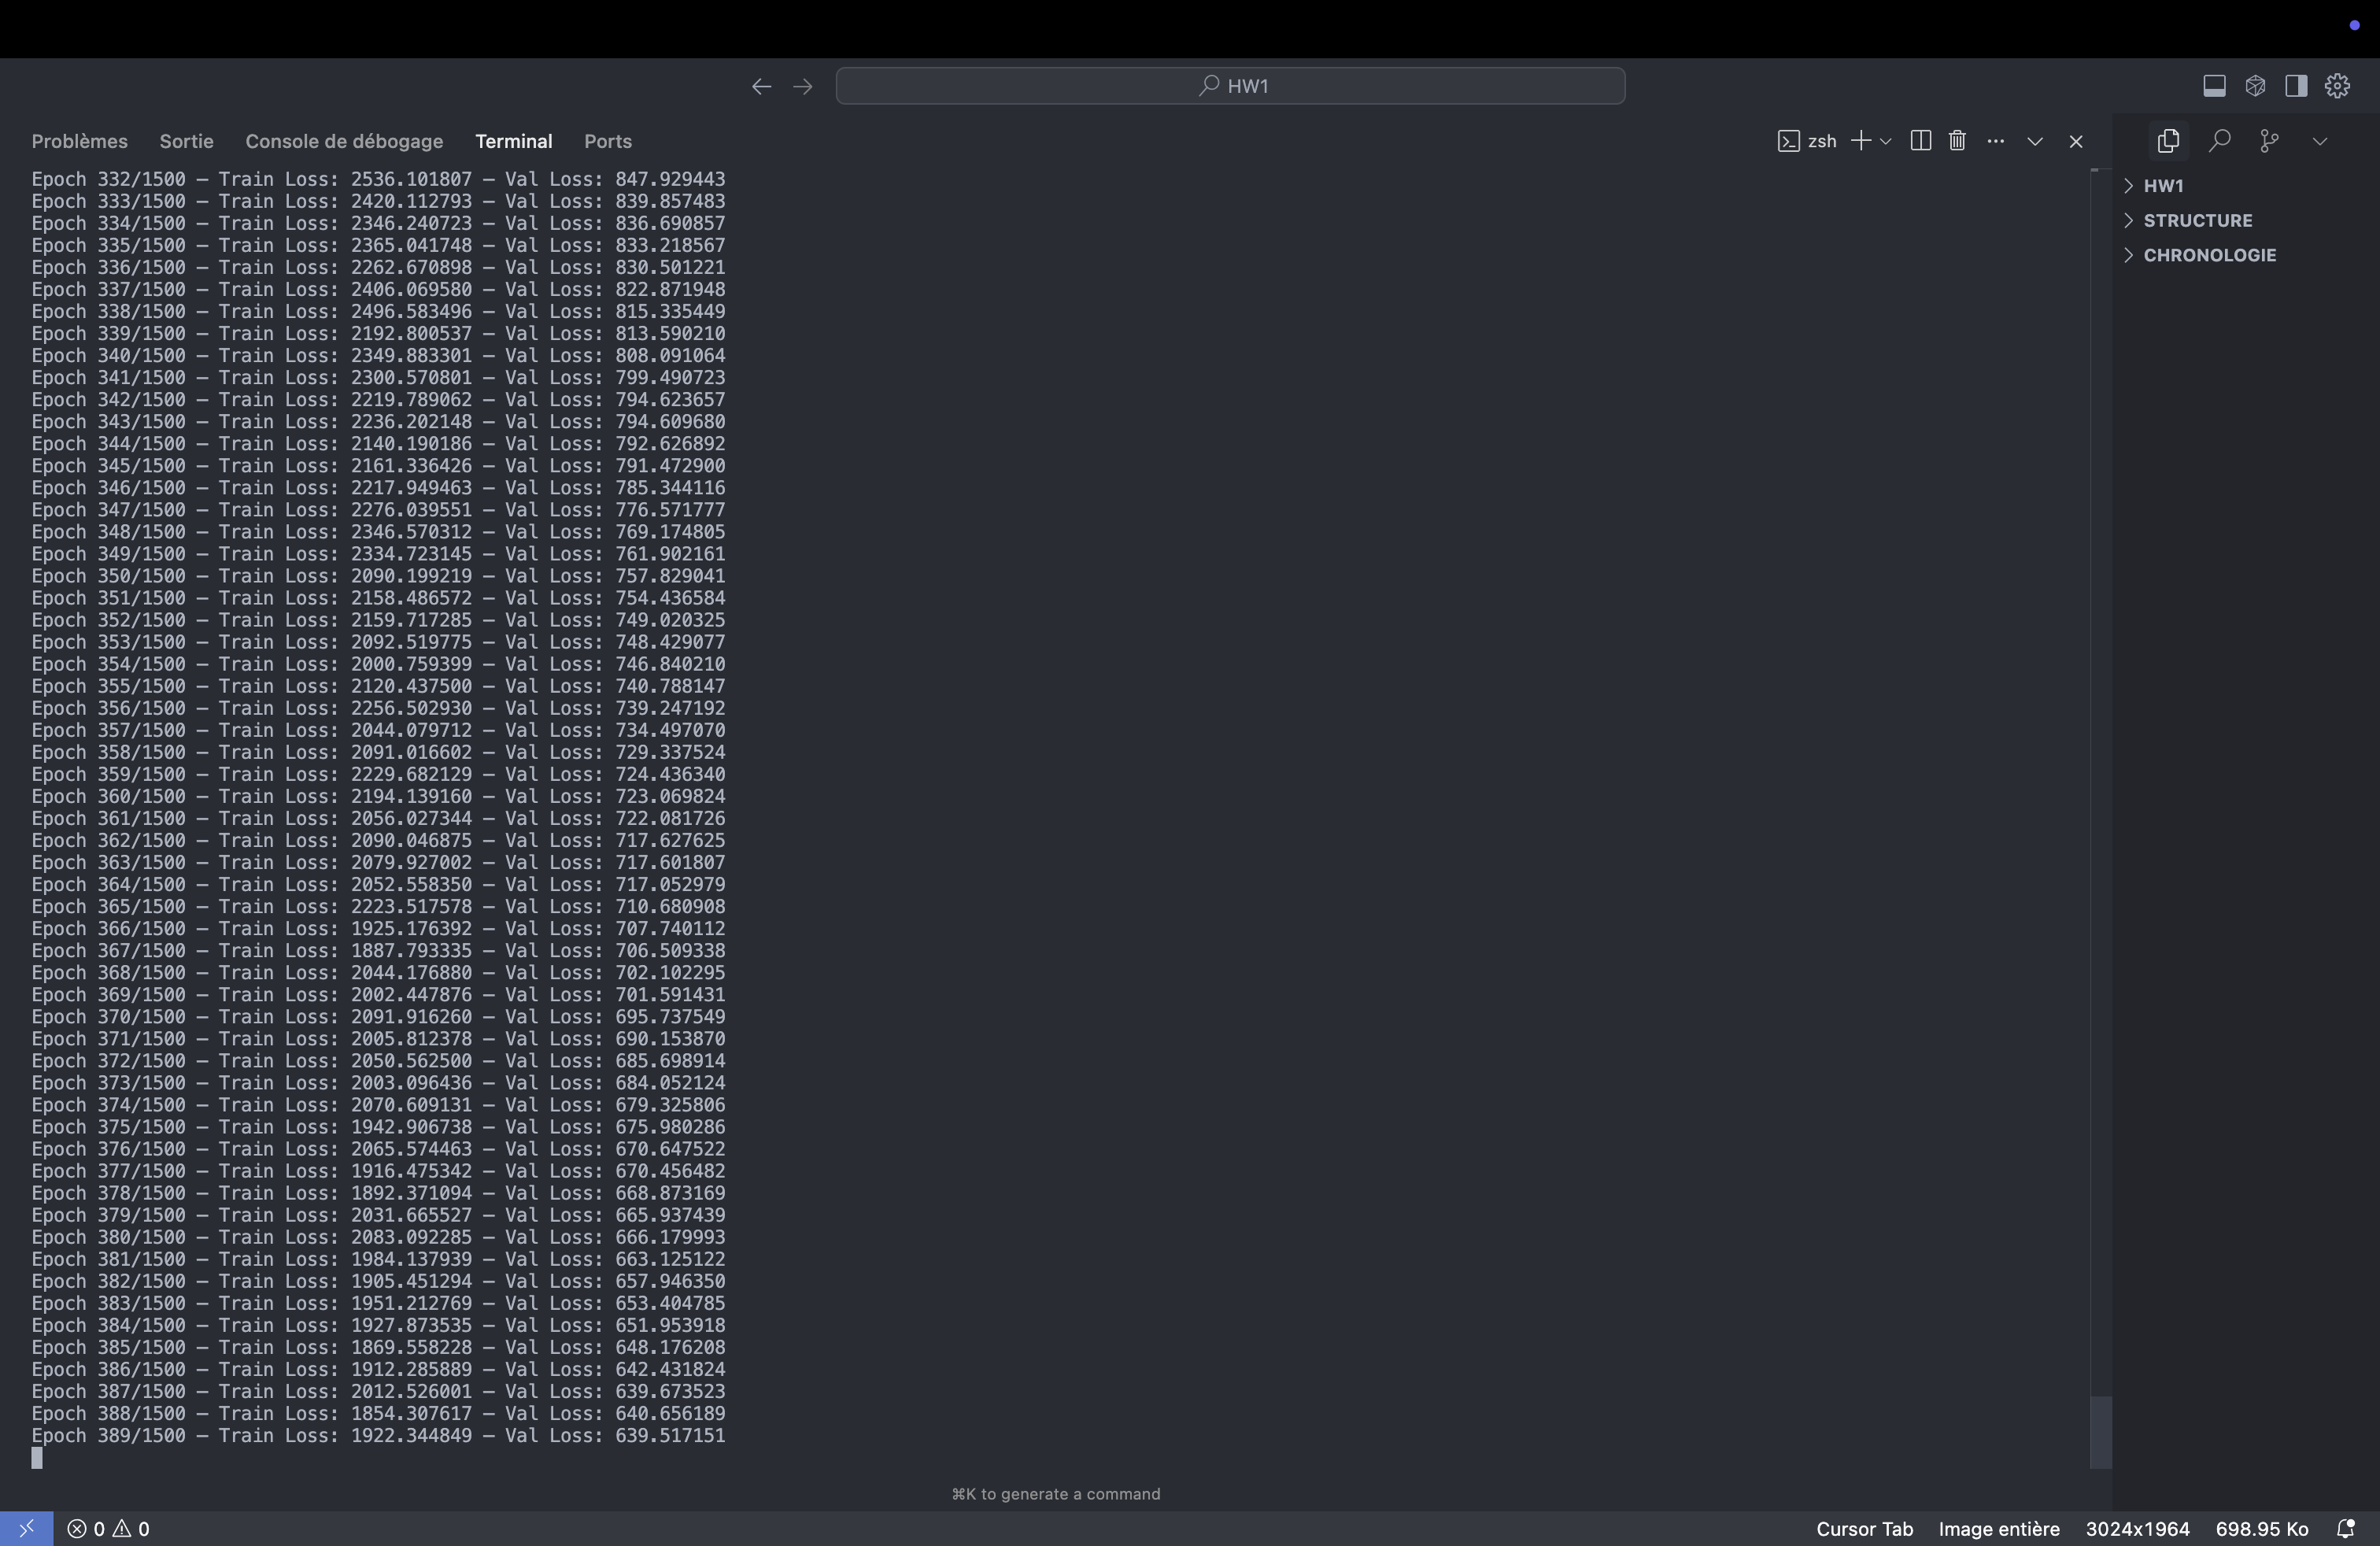 HW1
Problèmes Sortie Console de débogage Terminal Ports zsh
Epoch 332/1500 – Train Loss: 2536.101807 – Val Loss: 847.929443
Epoch 333/1500 – Train Loss: 2420.112793 – Val Loss: 839.857483
Epoch 334/1500 – Train Loss: 2346.240723 – Val Loss: 836.690857
Epoch 335/1500 – Train Loss: 2365.041748 – Val Loss: 833.218567
Epoch 336/1500 – Train Loss: 2262.670898 – Val Loss: 830.501221
Epoch 337/1500 – Train Loss: 2406.069580 – Val Loss: 822.871948
Epoch 338/1500 – Train Loss: 2496.583496 – Val Loss: 815.335449
Epoch 339/1500 – Train Loss: 2192.800537 – Val Loss: 813.590210
Epoch 340/1500 – Train Loss: 2349.883301 – Val Loss: 808.091064
Epoch 341/1500 – Train Loss: 2300.570801 – Val Loss: 799.490723
Epoch 342/1500 – Train Loss: 2219.789062 – Val Loss: 794.623657
Epoch 343/1500 – Train Loss: 2236.202148 – Val Loss: 794.609680
Epoch 344/1500 – Train Loss: 2140.190186 – Val Loss: 792.626892
Epoch 345/1500 – Train Loss: 2161.336426 – Val Loss: 791.472900
Epoch 346/1500 – Train Loss: 2217.949463 – Val Loss: 785.344116
Epoch 347/1500 – Train Loss: 2276.039551 – Val Loss: 776.571777
Epoch 348/1500 – Train Loss: 2346.570312 – Val Loss: 769.174805
Epoch 349/1500 – Train Loss: 2334.723145 – Val Loss: 761.902161
Epoch 350/1500 – Train Loss: 2090.199219 – Val Loss: 757.829041
Epoch 351/1500 – Train Loss: 2158.486572 – Val Loss: 754.436584
Epoch 352/1500 – Train Loss: 2159.717285 – Val Loss: 749.020325
Epoch 353/1500 – Train Loss: 2092.519775 – Val Loss: 748.429077
Epoch 354/1500 – Train Loss: 2000.759399 – Val Loss: 746.840210
Epoch 355/1500 – Train Loss: 2120.437500 – Val Loss: 740.788147
Epoch 356/1500 – Train Loss: 2256.502930 – Val Loss: 739.247192
Epoch 357/1500 – Train Loss: 2044.079712 – Val Loss: 734.497070
Epoch 358/1500 – Train Loss: 2091.016602 – Val Loss: 729.337524
Epoch 359/1500 – Train Loss: 2229.682129 – Val Loss: 724.436340
Epoch 360/1500 – Train Loss: 2194.139160 – Val Loss: 723.069824
Epoch 361/1500 – Train Loss: 2056.027344 – Val Loss: 722.081726
Epoch 362/1500 – Train Loss: 2090.046875 – Val Loss: 717.627625
Epoch 363/1500 – Train Loss: 2079.927002 – Val Loss: 717.601807
Epoch 364/1500 – Train Loss: 2052.558350 – Val Loss: 717.052979
Epoch 365/1500 – Train Loss: 2223.517578 – Val Loss: 710.680908
Epoch 366/1500 – Train Loss: 1925.176392 – Val Loss: 707.740112
Epoch 367/1500 – Train Loss: 1887.793335 – Val Loss: 706.509338
Epoch 368/1500 – Train Loss: 2044.176880 – Val Loss: 702.102295
Epoch 369/1500 – Train Loss: 2002.447876 – Val Loss: 701.591431
Epoch 370/1500 – Train Loss: 2091.916260 – Val Loss: 695.737549
Epoch 371/1500 – Train Loss: 2005.812378 – Val Loss: 690.153870
Epoch 372/1500 – Train Loss: 2050.562500 – Val Loss: 685.698914
Epoch 373/1500 – Train Loss: 2003.096436 – Val Loss: 684.052124
Epoch 374/1500 – Train Loss: 2070.609131 – Val Loss: 679.325806
Epoch 375/1500 – Train Loss: 1942.906738 – Val Loss: 675.980286
Epoch 376/1500 – Train Loss: 2065.574463 – Val Loss: 670.647522
Epoch 377/1500 – Train Loss: 1916.475342 – Val Loss: 670.456482
Epoch 378/1500 – Train Loss: 1892.371094 – Val Loss: 668.873169
Epoch 379/1500 – Train Loss: 2031.665527 – Val Loss: 665.937439
Epoch 380/1500 – Train Loss: 2083.092285 – Val Loss: 666.179993
Epoch 381/1500 – Train Loss: 1984.137939 – Val Loss: 663.125122
Epoch 382/1500 – Train Loss: 1905.451294 – Val Loss: 657.946350
Epoch 383/1500 – Train Loss: 1951.212769 – Val Loss: 653.404785
Epoch 384/1500 – Train Loss: 1927.873535 – Val Loss: 651.953918
Epoch 385/1500 – Train Loss: 1869.558228 – Val Loss: 648.176208
Epoch 386/1500 – Train Loss: 1912.285889 – Val Loss: 642.431824
Epoch 387/1500 – Train Loss: 2012.526001 – Val Loss: 639.673523
Epoch 388/1500 – Train Loss: 1854.307617 – Val Loss: 640.656189
Epoch 389/1500 – Train Loss: 1922.344849 – Val Loss: 639.517151
⌘K to generate a command
HW1
STRUCTURE
CHRONOLOGIE
0 0 Cursor Tab Image entière 3024x1964 698.95 Ko